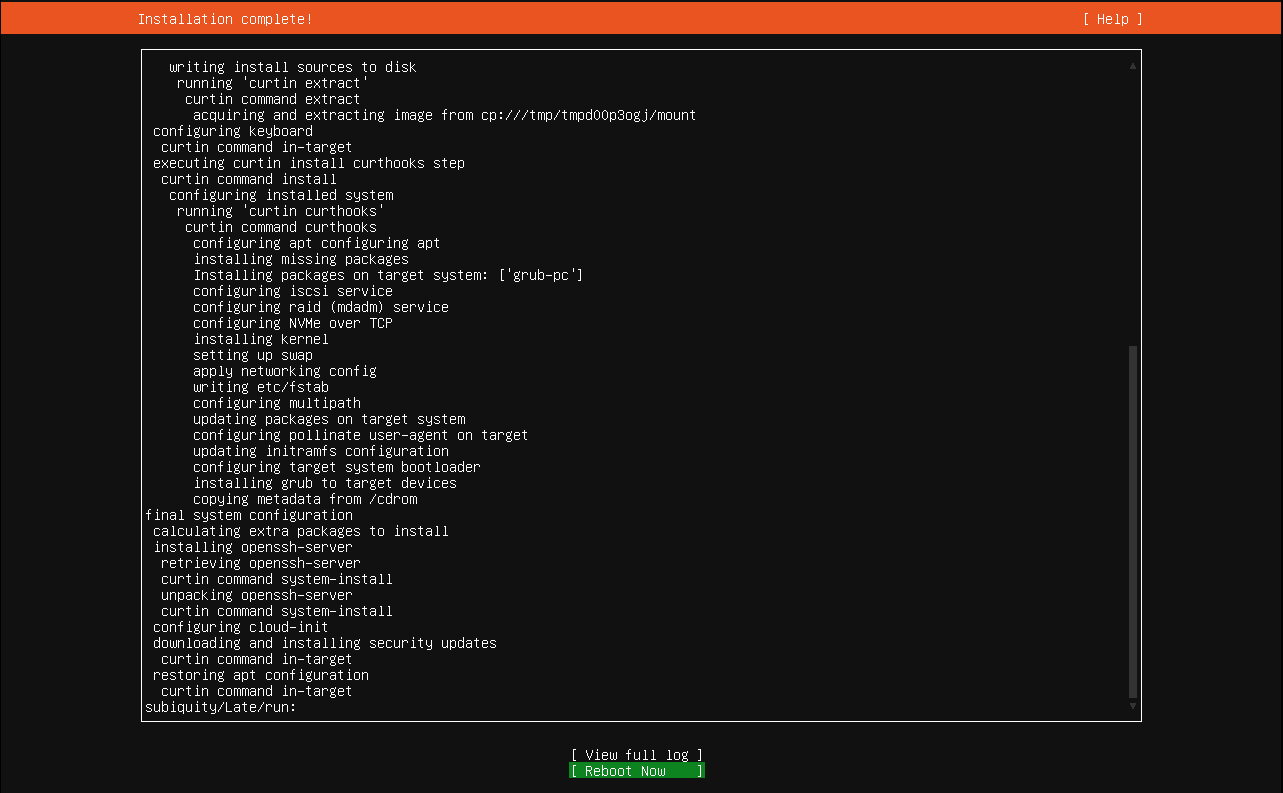 Installation complete!
[ Help ]
writing install sources to disk
running 'curtin extract'
curtin command extract
acquiring and extracting image from cp:///tmp/tmpd00p3ogj/mount
configuring keyboard
curtin command in-target
executing curtin install curthooks step
curtin command install
configuring installed system
running 'curtin curthooks'
curtin command curthooks
configuring apt configuring apt
installing missing packages
Installing packages on target system: ['grub-pc']
configuring iscsi service
configuring raid (mdadm) service
configuring NVMe over TCP
installing kernel
setting up swap
apply networking config
writing etc/fstab
configuring multipath
updating packages on target system
configuring pollinate user-agent on target
updating initramfs configuration
configuring target system bootloader
installing grub to target devices
copying metadata from /cdrom
final system configuration
calculating extra packages to install
installing openssh-server
retrieving openssh-server
curtin command system-install
unpacking openssh-server
curtin command system-install
configuring cloud-init
downloading and installing security updates
curtin command in-target
restoring apt configuration
curtin command in-target
subiquity/Late/run:
[ View full log ]
[ Reboot Now ]